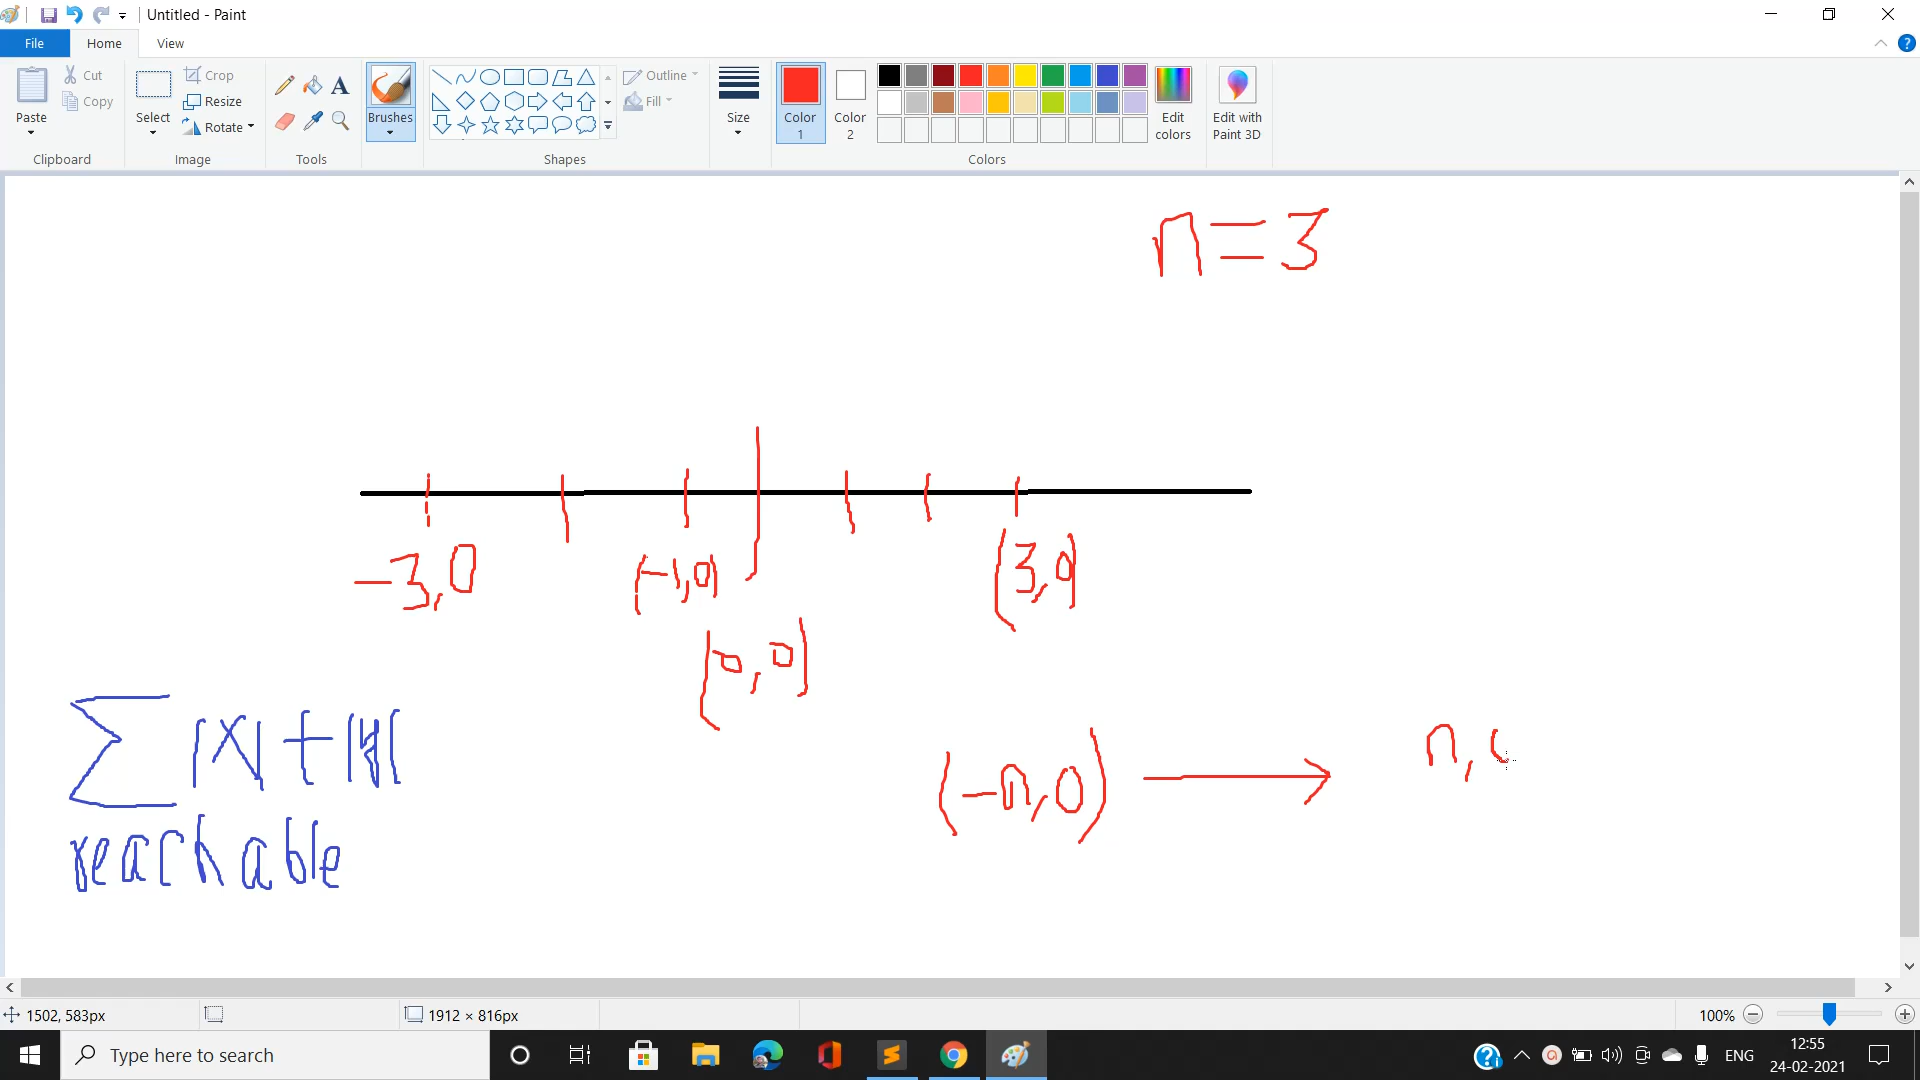 Untitled - Paint
File Home View
Paste
Cut
Copy
Clipboard
Select
Crop
Resize
Rotate
Image
Tools
Brushes
Shapes
Outline
Fill
Size
Color 1
Color 2
Colors
Edit colors
Edit with Paint 3D
n=3
-3,0
(-1,0)
(3,0)
(0,0)
∑ |x| + |y|
reachable
(-n,0) → n,
1502, 583px
1912 × 816px
100%
Type here to search
ENG
12:55
24-02-2021